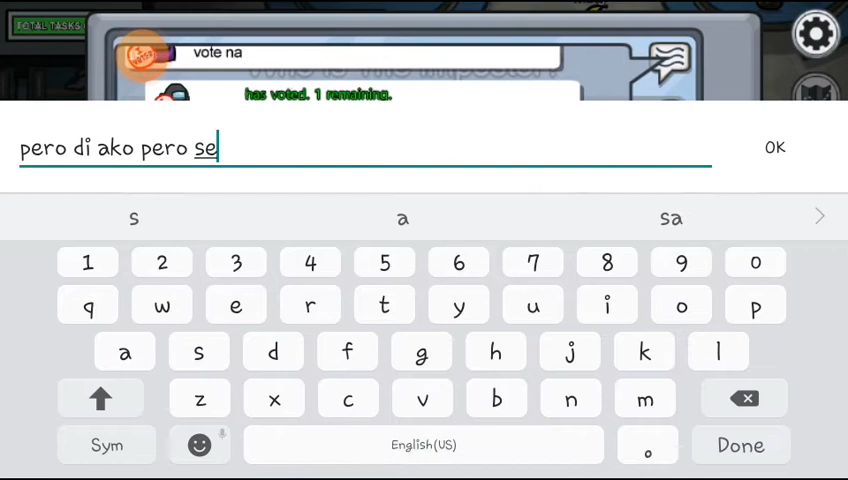 TOTAL TASKS
vote na
has voted. 1 remaining.
pero di ako pero se
OK
s a sa
1 2 3 4 5 6 7 8 9 0
q w e r t y u i o p
a s d f g h j k l
z x c v b n m
Sym English(US) . Done